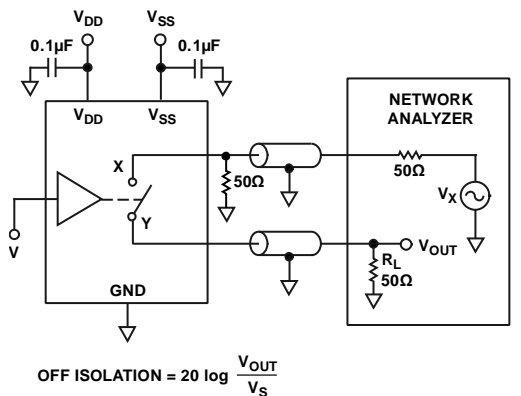 VDD
VSS
0.1µF
0.1µF
VDD
VSS
NETWORK
ANALYZER
X
50Ω
50Ω
VX
Y
V
VOUT
RL
50Ω
GND
OFF ISOLATION = 20 log VOUT
VS